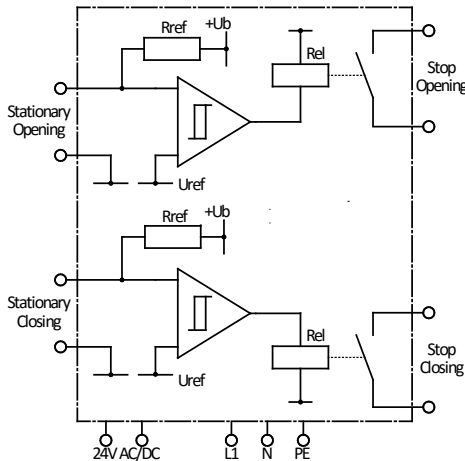 Rref
+Ub
Rel
Stationary
Opening
Stop
Opening
Uref
Rref
+Ub
Stationary
Closing
Rel
Stop
Closing
Uref
24V AC/DC
L1
N
PE